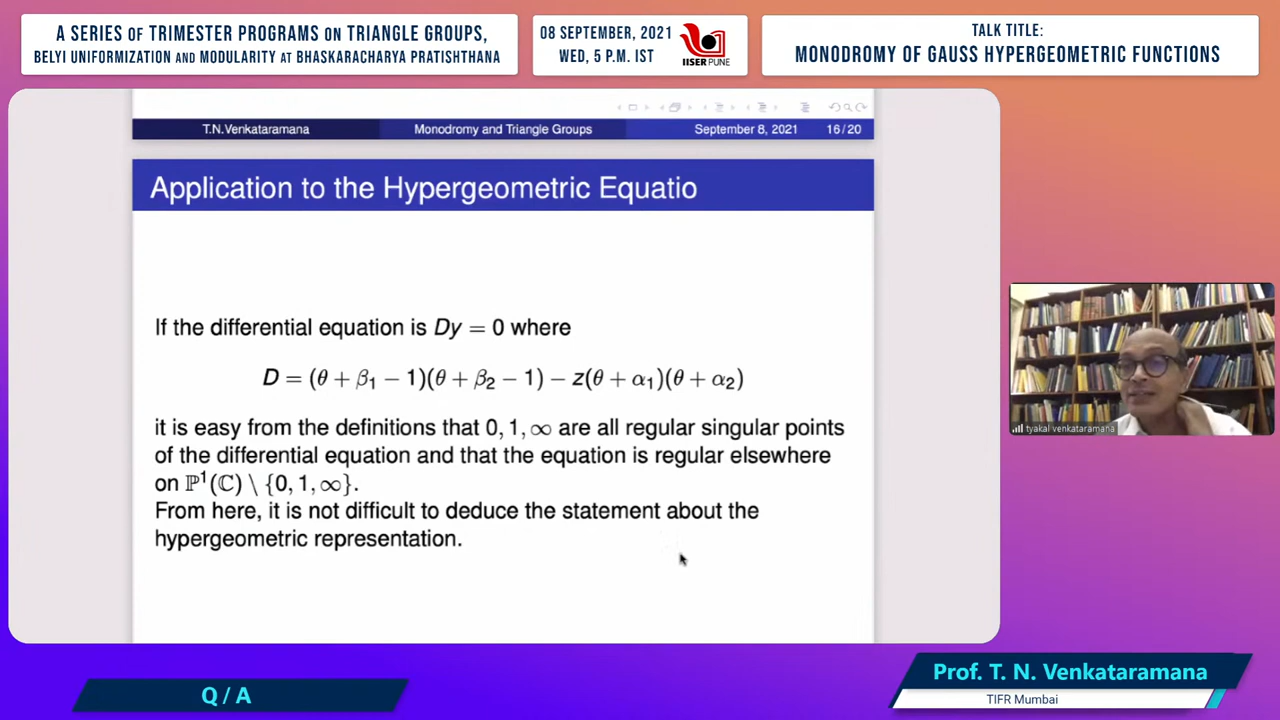 A SERIES OF TRIMESTER PROGRAMS ON TRIANGLE GROUPS,
BELYI UNIFORMIZATION AND MODULARITY AT BHASKARACHARYA PRATISHTHANA
08 SEPTEMBER, 2021
WED, 5 P.M. IST
IISER PUNE
TALK TITLE:
MONODROMY OF GAUSS HYPERGEOMETRIC FUNCTIONS
T.N.Venkataramana Monodromy and Triangle Groups September 8, 2021 16/20
Application to the Hypergeometric Equatio
If the differential equation is Dy = 0 where
D = (θ + β₁ − 1)(θ + β₂ − 1) − z(θ + α₁)(θ + α₂)
it is easy from the definitions that 0, 1, ∞ are all regular singular points
of the differential equation and that the equation is regular elsewhere
on ℙ¹(ℂ) \ {0, 1, ∞}.
From here, it is not difficult to deduce the statement about the
hypergeometric representation.
tyakal venkataramana
Prof. T. N. Venkataramana
TIFR Mumbai
Q / A